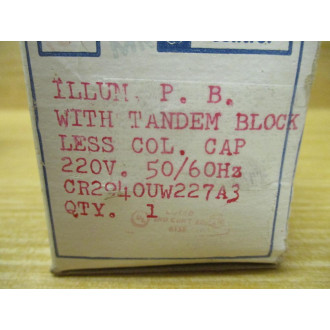 ILLUM. P. B.
WITH TANDEM BLOCK
LESS COL. CAP
220V. 50/60Hz
CR2940UW227A3
QTY. 1